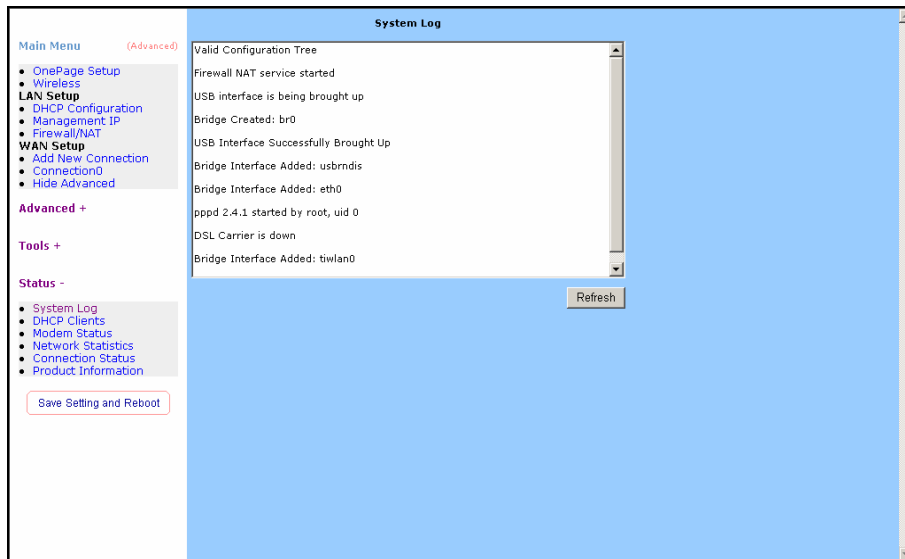 System Log
Main Menu (Advanced)
OnePage Setup
Wireless
LAN Setup
DHCP Configuration
Management IP
Firewall/NAT
WAN Setup
Add New Connection
Connection0
Hide Advanced
Advanced +
Tools +
Status -
System Log
DHCP Clients
Modem Status
Network Statistics
Connection Status
Product Information
Save Setting and Reboot
Valid Configuration Tree
Firewall NAT service started
USB interface is being brought up
Bridge Created: br0
USB Interface Successfully Brought Up
Bridge Interface Added: usbrndis
Bridge Interface Added: eth0
pppd 2.4.1 started by root, uid 0
DSL Carrier is down
Bridge Interface Added: tiwlan0
Refresh